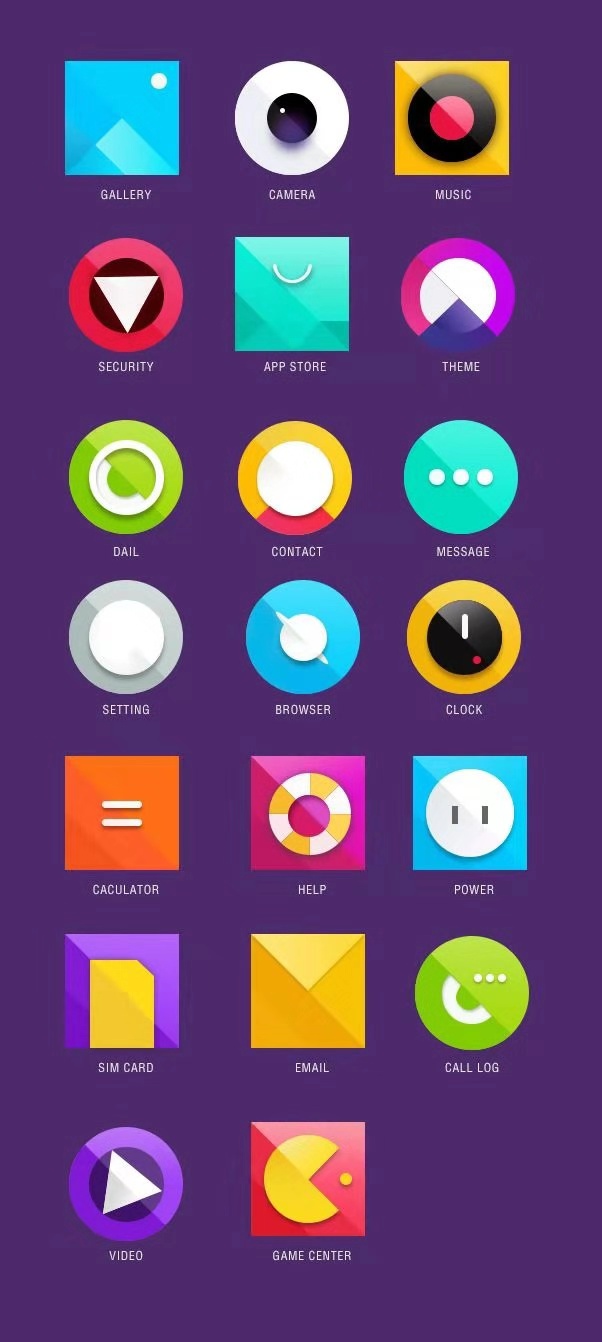 GALLERY
CAMERA
MUSIC
SECURITY
APP STORE
THEME
DAIL
CONTACT
MESSAGE
SETTING
BROWSER
CLOCK
CACULATOR
HELP
POWER
SIM CARD
EMAIL
CALL LOG
VIDEO
GAME CENTER